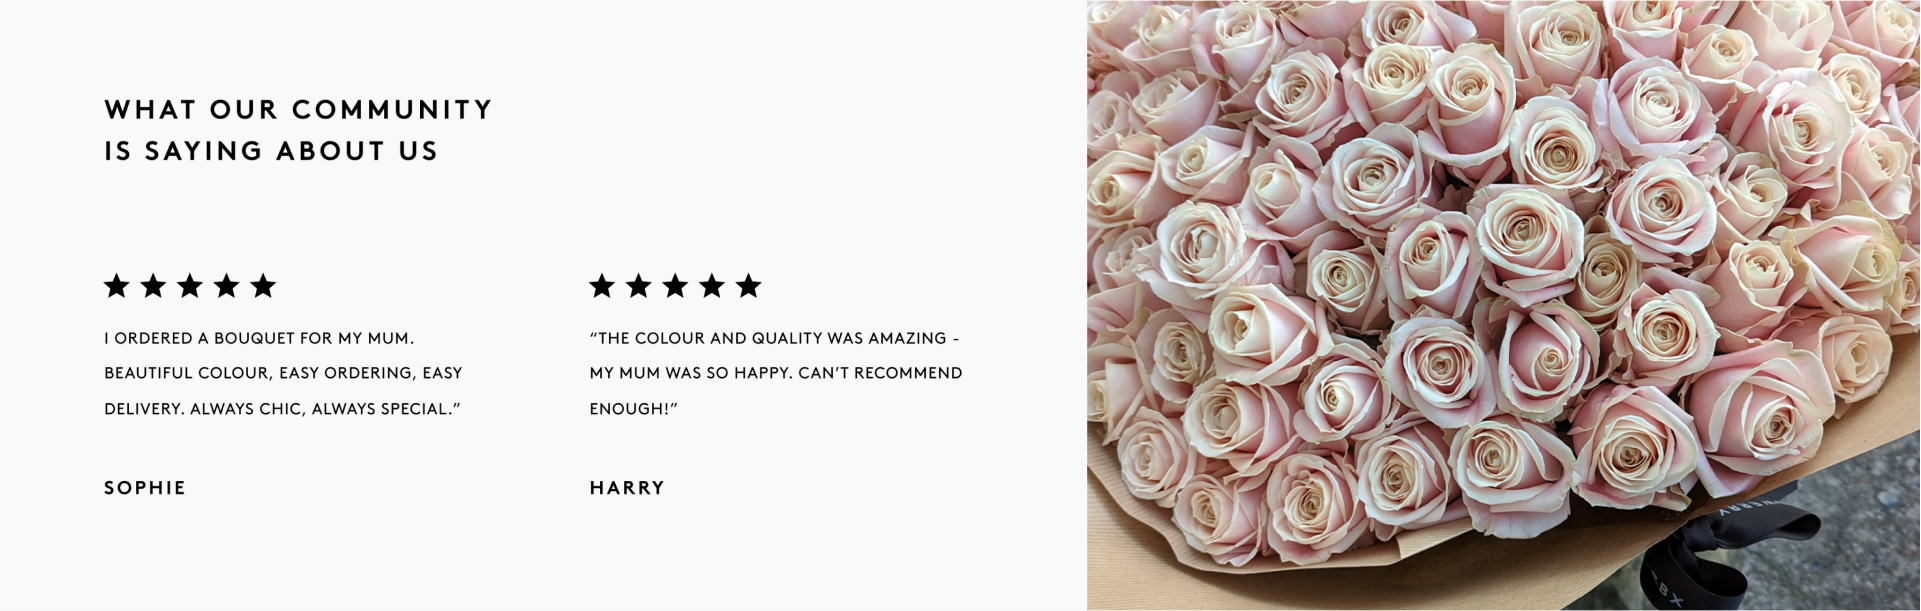 WHAT OUR COMMUNITY
IS SAYING ABOUT US
★★★★★
I ORDERED A BOUQUET FOR MY MUM.
BEAUTIFUL COLOUR, EASY ORDERING, EASY
DELIVERY. ALWAYS CHIC, ALWAYS SPECIAL.”
SOPHIE
★★★★★
“THE COLOUR AND QUALITY WAS AMAZING -
MY MUM WAS SO HAPPY. CAN’T RECOMMEND
ENOUGH!”
HARRY